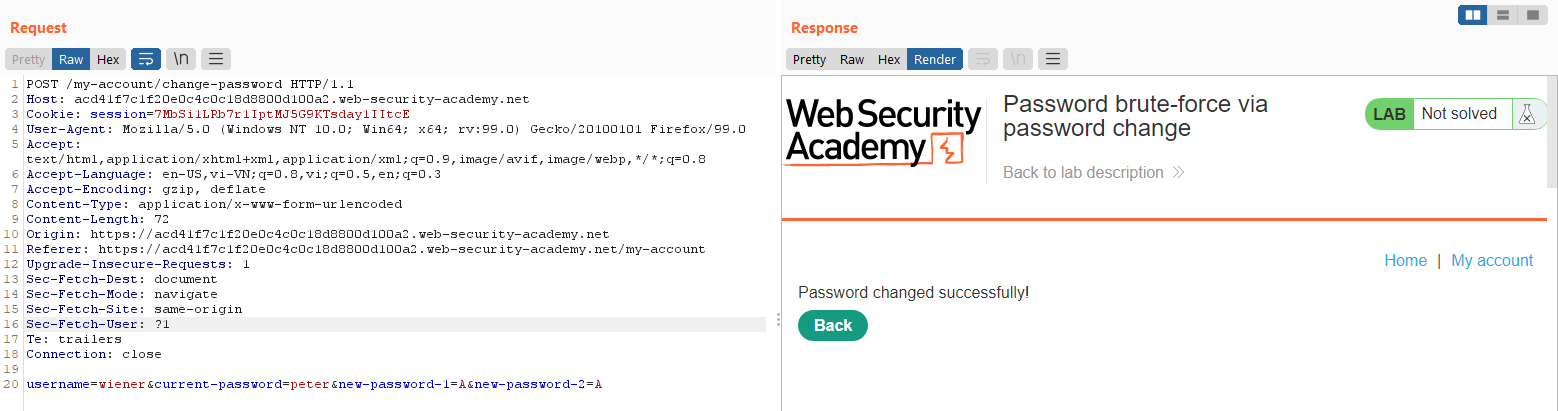 Request
Pretty Raw Hex \n
1 POST /my-account/change-password HTTP/1.1
2 Host: acd41f7c1f20e0c4c0c18d8800d100a2.web-security-academy.net
3 Cookie: session=7MbSi1LRb7r1IptMJ5G9KTsday1IItcE
4 User-Agent: Mozilla/5.0 (Windows NT 10.0; Win64; x64; rv:99.0) Gecko/20100101 Firefox/99.0
5 Accept:
text/html,application/xhtml+xml,application/xml;q=0.9,image/avif,image/webp,*/*;q=0.8
6 Accept-Language: en-US,vi-VN;q=0.8,vi;q=0.5,en;q=0.3
7 Accept-Encoding: gzip, deflate
8 Content-Type: application/x-www-form-urlencoded
9 Content-Length: 72
10 Origin: https://acd41f7c1f20e0c4c0c18d8800d100a2.web-security-academy.net
11 Referer: https://acd41f7c1f20e0c4c0c18d8800d100a2.web-security-academy.net/my-account
12 Upgrade-Insecure-Requests: 1
13 Sec-Fetch-Dest: document
14 Sec-Fetch-Mode: navigate
15 Sec-Fetch-Site: same-origin
16 Sec-Fetch-User: ?1
17 Te: trailers
18 Connection: close
19
20 username=wiener&current-password=peter&new-password-1=A&new-password-2=A
Response
Pretty Raw Hex Render \n
Web Security
Academy
Password brute-force via
password change
Back to lab description
LAB Not solved
Home | My account
Password changed successfully!
Back